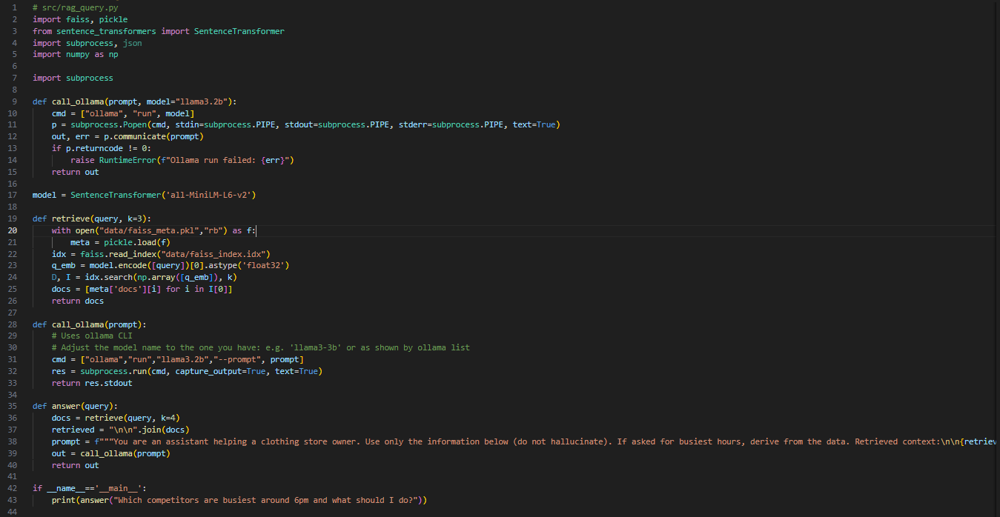 1 # src/rag_query.py
2 import faiss, pickle
3 from sentence_transformers import SentenceTransformer
4 import subprocess, json
5 import numpy as np
6
7 import subprocess
8
9 def call_ollama(prompt, model="llama3.2b"):
10     cmd = ["ollama", "run", model]
11     p = subprocess.Popen(cmd, stdin=subprocess.PIPE, stdout=subprocess.PIPE, stderr=subprocess.PIPE, text=True)
12     out, err = p.communicate(prompt)
13     if p.returncode != 0:
14         raise RuntimeError(f"Ollama run failed: {err}")
15     return out
16
17 model = SentenceTransformer('all-MiniLM-L6-v2')
18
19 def retrieve(query, k=3):
20     with open("data/faiss_meta.pkl","rb") as f:
21         meta = pickle.load(f)
22     idx = faiss.read_index("data/faiss_index.idx")
23     q_emb = model.encode([query])[0].astype('float32')
24     D, I = idx.search(np.array([q_emb]), k)
25     docs = [meta['docs'][i] for i in I[0]]
26     return docs
27
28 def call_ollama(prompt):
29     # Uses ollama CLI
30     # Adjust the model name to the one you have: e.g. 'llama3-3b' or as shown by ollama list
31     cmd = ["ollama","run","llama3.2b","--prompt", prompt]
32     res = subprocess.run(cmd, capture_output=True, text=True)
33     return res.stdout
34
35 def answer(query):
36     docs = retrieve(query, k=4)
37     retrieved = "\n\n".join(docs)
38     prompt = f"""You are an assistant helping a clothing store owner. Use only the information below (do not hallucinate). If asked for busiest hours, derive from the data. Retrieved context:\n\n{retriev
39     out = call_ollama(prompt)
40     return out
41
42 if __name__=='__main__':
43     print(answer("Which competitors are busiest around 6pm and what should I do?"))
44